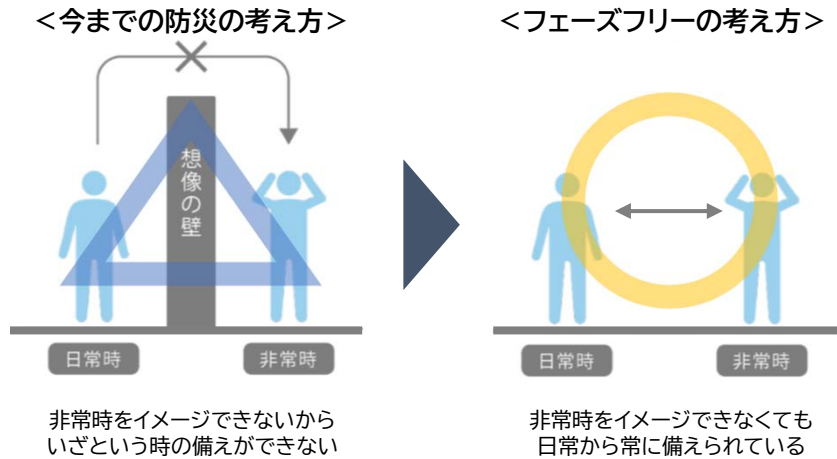 ＜今までの防災の考え方＞
想像の壁
日常時
非常時
非常時をイメージできないから
いざという時の備えができない
＜フェーズフリーの考え方＞
日常時
非常時
非常時をイメージできなくても
日常から常に備えられている